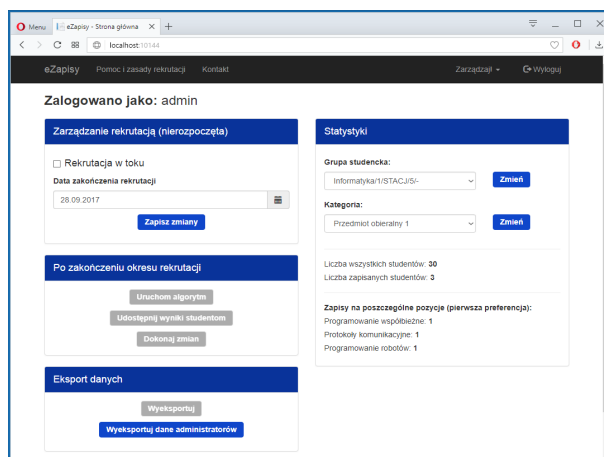 Menu
eZapisy - Strona główna
localhost:10144
eZapisy Pomoc i zasady rekrutacji Kontakt Zarządzaj! Wyloguj
Zalogowano jako: admin
Zarządzanie rekrutacją (nierozpoczęta)
Rekrutacja w toku
Data zakończenia rekrutacji
28.09.2017
Zapisz zmiany
Po zakończeniu okresu rekrutacji
Uruchom algorytm
Udostępnij wyniki studentom
Dokonaj zmian
Eksport danych
Wyeksportuj
Wyeksportuj dane administratorów
Statystyki
Grupa studencka:
Informatyka/1/STACJ/5/- Zmień
Kategoria:
Przedmiot obieralny 1 Zmień
Liczba wszystkich studentów: 30
Liczba zapisanych studentów: 3
Zapisy na poszczególne pozycje (pierwsza preferencja):
Programowanie współbieżne: 1
Protokoły komunikacyjne: 1
Programowanie robotów: 1